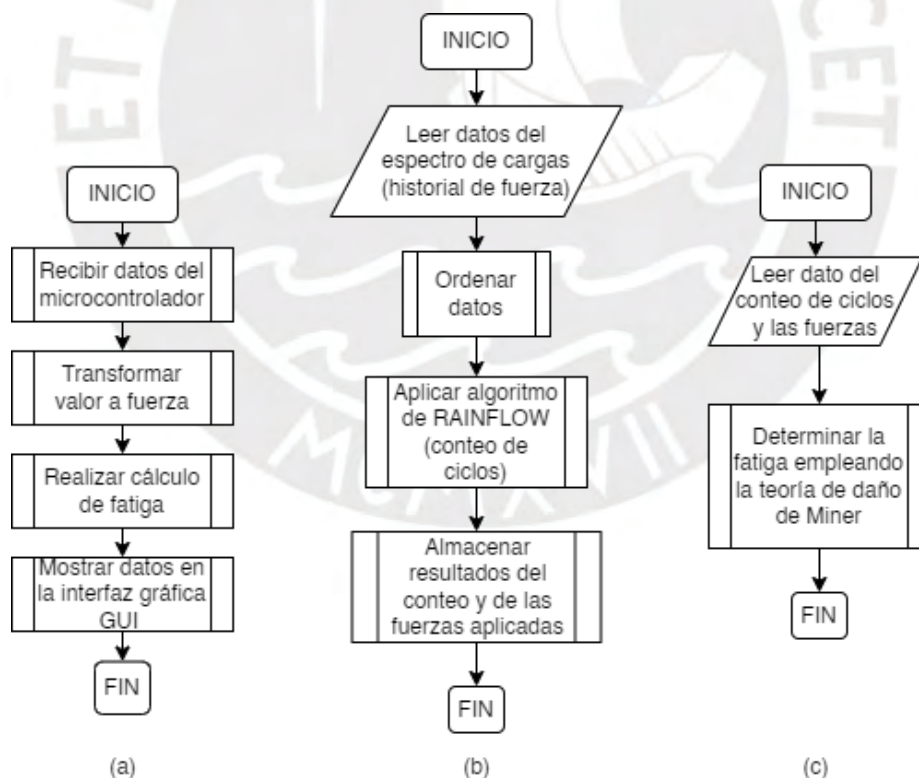 INICIO
Recibir datos del
microcontrolador
Transformar
valor a fuerza
Realizar cálculo
de fatiga
Mostrar datos en
la interfaz gráfica
GUI
FIN
(a)
INICIO
Leer datos del
espectro de cargas
(historial de fuerza)
Ordenar
datos
Aplicar algoritmo
de RAINFLOW
(conteo de
ciclos)
Almacenar
resultados del
conteo y de las
fuerzas aplicadas
FIN
(b)
INICIO
Leer dato del
conteo de ciclos
y las fuerzas
Determinar la
fatiga empleando
la teoría de daño
de Miner
FIN
(c)
ET
CET